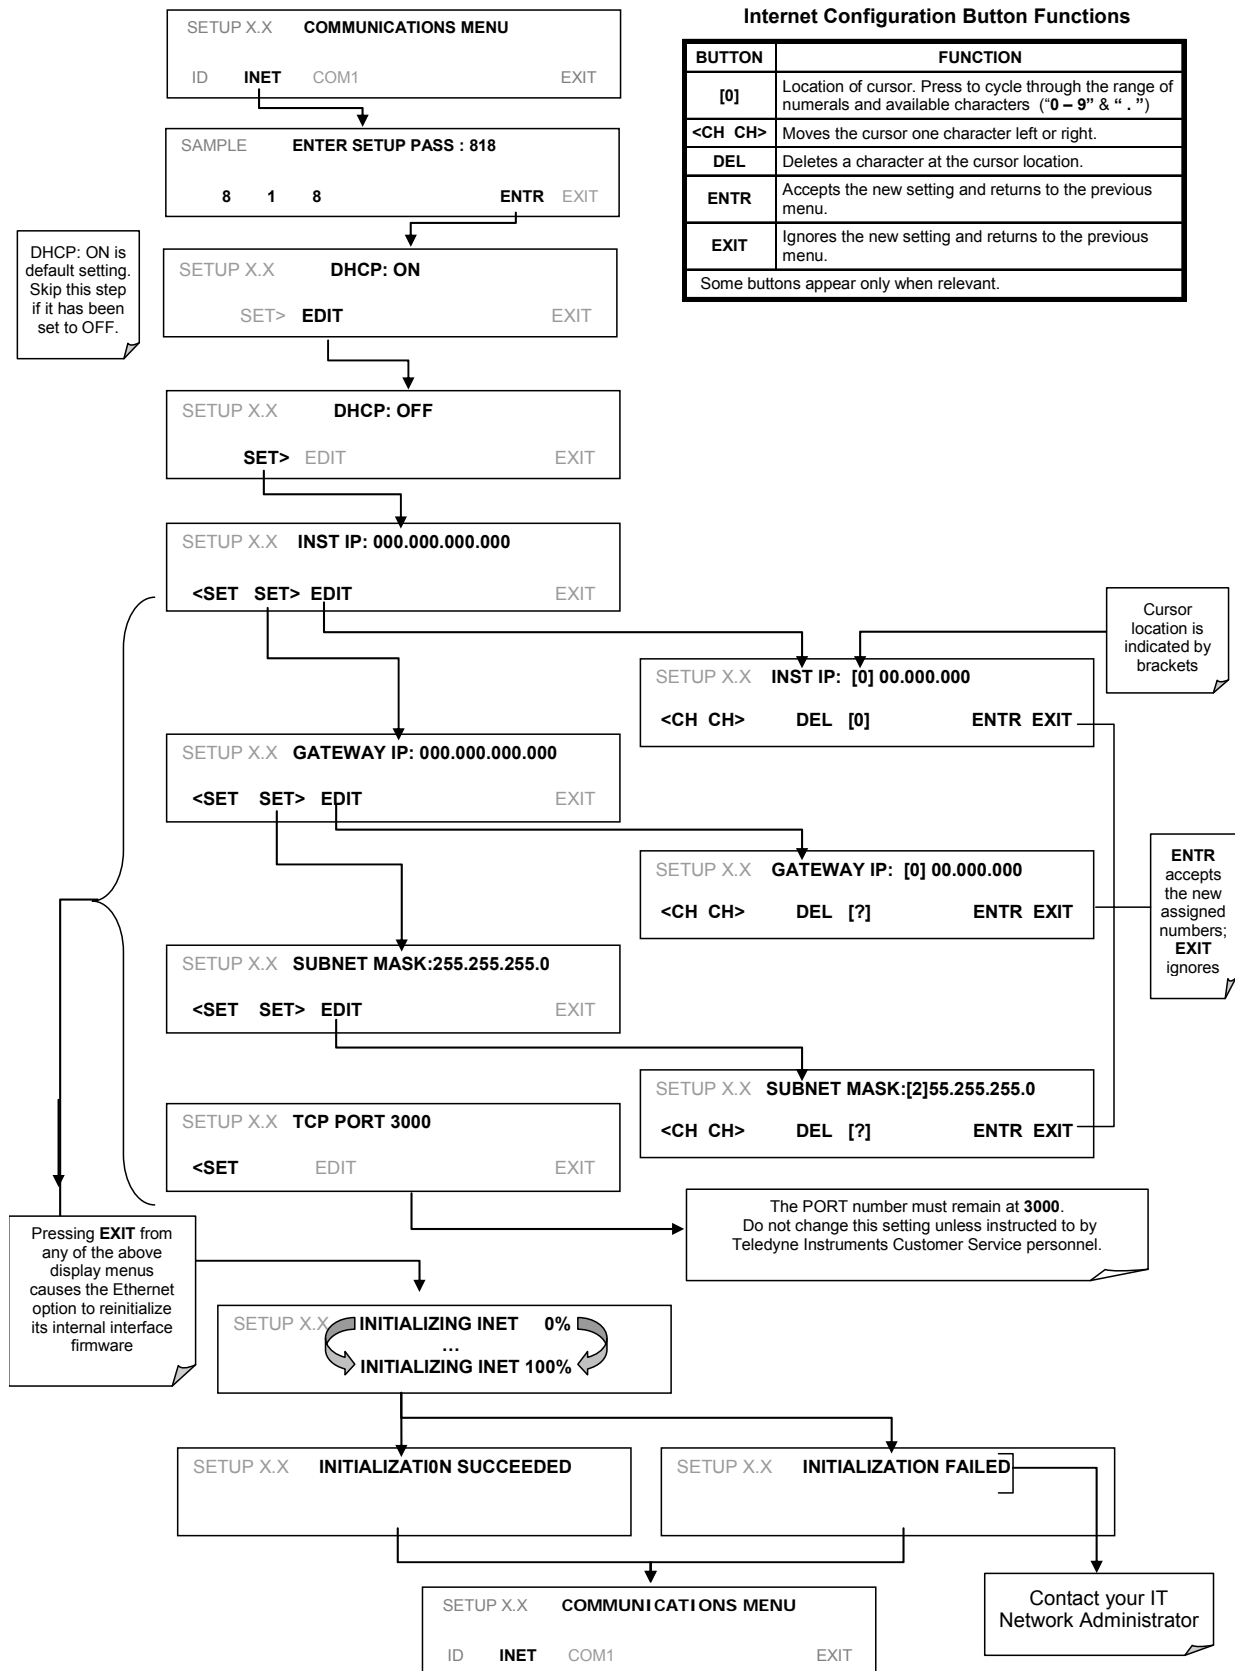 SETUP X.X COMMUNICATIONS MENU
ID INET COM1 EXIT
Internet Configuration Button Functions
BUTTON FUNCTION
[0] Location of cursor. Press to cycle through the range of
numerals and available characters (“0 – 9” & “ . ”)
<CH CH> Moves the cursor one character left or right.
DEL Deletes a character at the cursor location.
ENTR Accepts the new setting and returns to the previous
menu.
EXIT Ignores the new setting and returns to the previous
menu.
Some buttons appear only when relevant.
SAMPLE ENTER SETUP PASS : 818
8 1 8 ENTR EXIT
DHCP: ON is
default setting.
Skip this step
if it has been
set to OFF.
SETUP X.X DHCP: ON
SET> EDIT EXIT
SETUP X.X DHCP: OFF
SET> EDIT EXIT
SETUP X.X INST IP: 000.000.000.000
<SET SET> EDIT EXIT
Cursor
location is
indicated by
brackets
SETUP X.X INST IP: [0] 00.000.000
<CH CH> DEL [0] ENTR EXIT
SETUP X.X GATEWAY IP: 000.000.000.000
<SET SET> EDIT EXIT
SETUP X.X GATEWAY IP: [0] 00.000.000
<CH CH> DEL [?] ENTR EXIT
ENTR
accepts
the new
assigned
numbers;
EXIT
ignores
SETUP X.X SUBNET MASK:255.255.255.0
<SET SET> EDIT EXIT
SETUP X.X SUBNET MASK:[2]55.255.255.0
<CH CH> DEL [?] ENTR EXIT
SETUP X.X TCP PORT 3000
<SET EDIT EXIT
The PORT number must remain at 3000.
Do not change this setting unless instructed to by
Teledyne Instruments Customer Service personnel.
Pressing EXIT from
any of the above
display menus
causes the Ethernet
option to reinitialize
its internal interface
firmware
SETUP X.X INITIALIZING INET 0%
…
INITIALIZING INET 100%
SETUP X.X INITIALIZATI0N SUCCEEDED
SETUP X.X INITIALIZATION FAILED
Contact your IT
Network Administrator
SETUP X.X COMMUNICATIONS MENU
ID INET COM1 EXIT